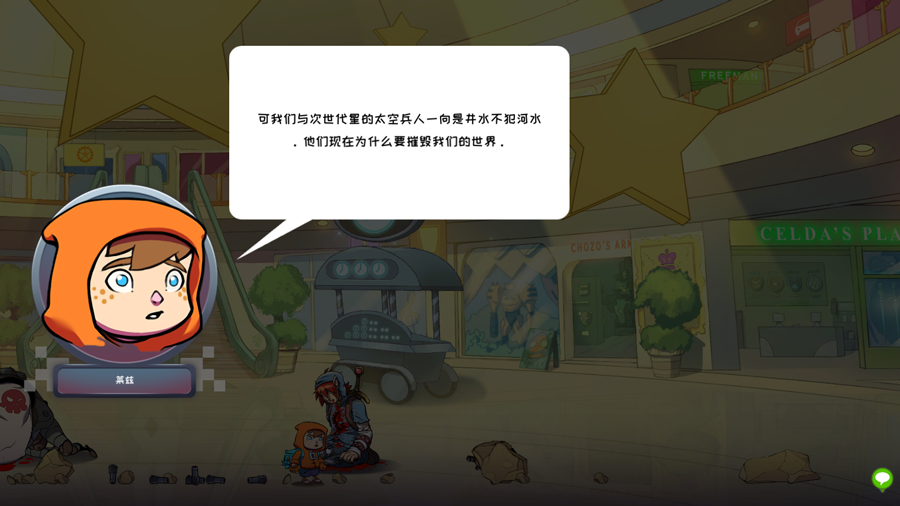 FREEMAN
可我们与次世代星的太空兵人一向是井水不犯河水
。他们现在为什么要摧毁我们的世界。
CELDA'S PLA
CHOZO'S AR
莱兹